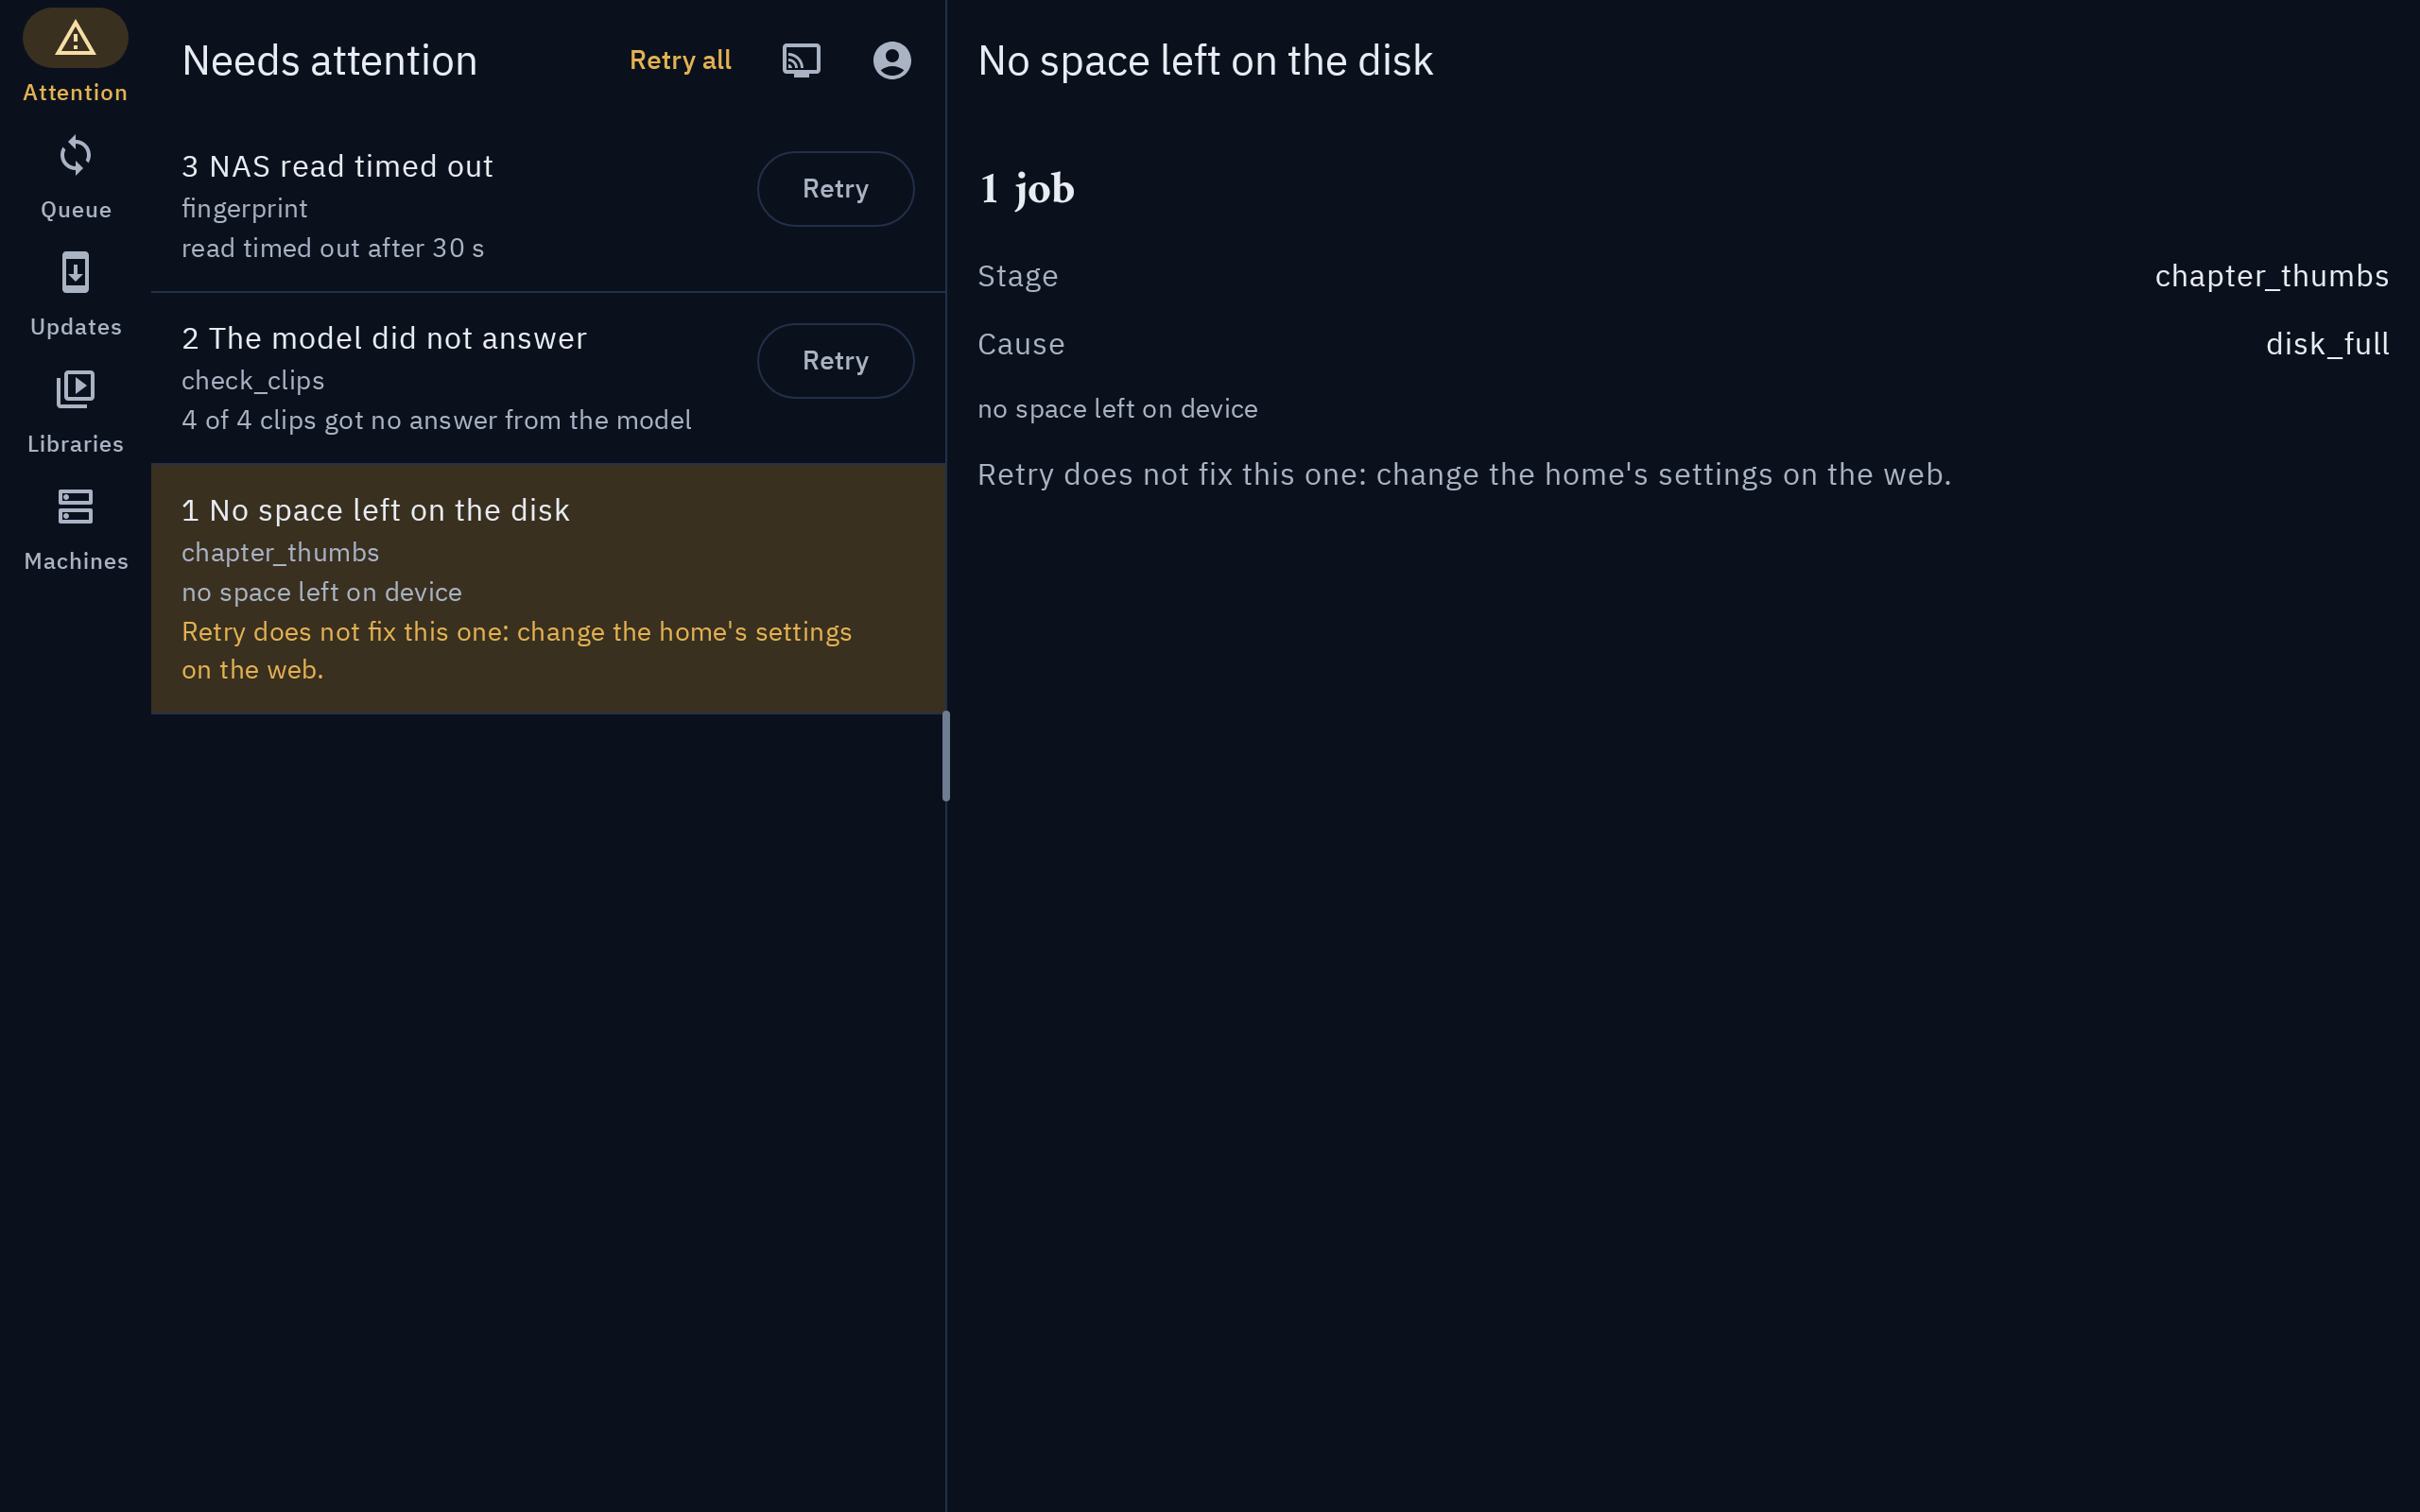 Attention
Queue
Updates
Libraries
Machines
Needs attention
Retry all
3 NAS read timed out
fingerprint
read timed out after 30 s
Retry
2 The model did not answer
check_clips
4 of 4 clips got no answer from the model
Retry
1 No space left on the disk
chapter_thumbs
no space left on device
Retry does not fix this one: change the home's settings
on the web.
No space left on the disk
1 job
Stage
chapter_thumbs
Cause
disk_full
no space left on device
Retry does not fix this one: change the home's settings on the web.